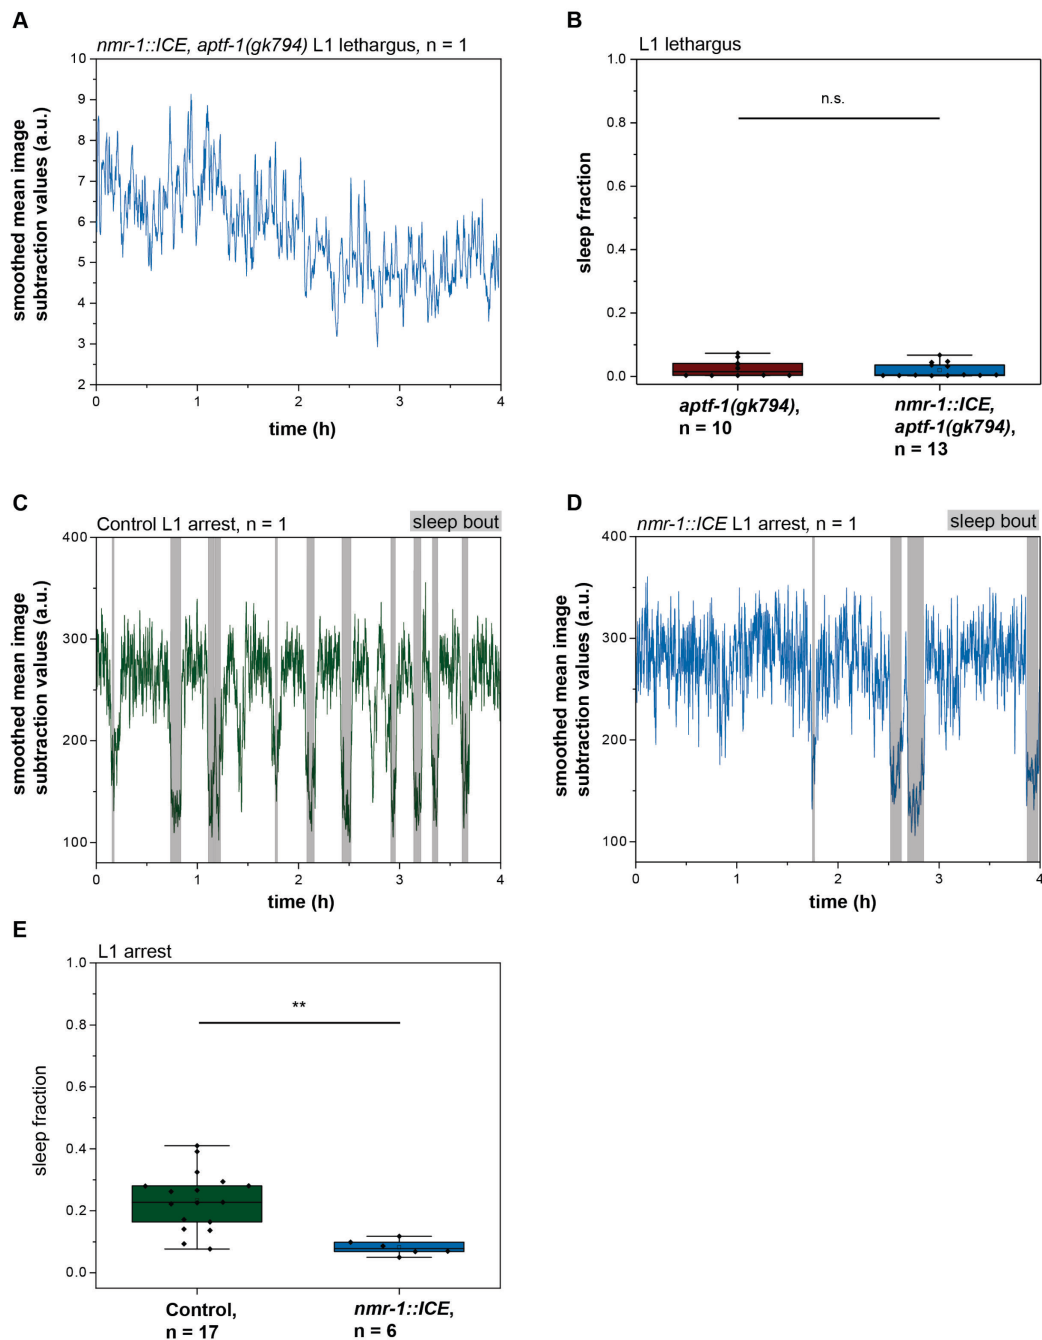 A
nmr-1::ICE, aptf-1(gk794) L1 lethargus, n = 1
10
9
8
7
6
5
4
3
2
smoothed mean image
subtraction values (a.u.)
0
1
2
3
4
time (h)
B
L1 lethargus
n.s.
1.0
0.8
0.6
0.4
0.2
0.0
sleep fraction
aptf-1(gk794),
n = 10
nmr-1::ICE,
aptf-1(gk794),
n = 13
C
Control L1 arrest, n = 1
sleep bout
400
300
200
100
smoothed mean image
subtraction values (a.u.)
0
1
2
3
4
time (h)
D
nmr-1::ICE L1 arrest, n = 1
sleep bout
400
300
200
100
smoothed mean image
subtraction values (a.u.)
0
1
2
3
4
time (h)
E
L1 arrest
**
1.0
0.8
0.6
0.4
0.2
0.0
sleep fraction
Control,
n = 17
nmr-1::ICE,
n = 6